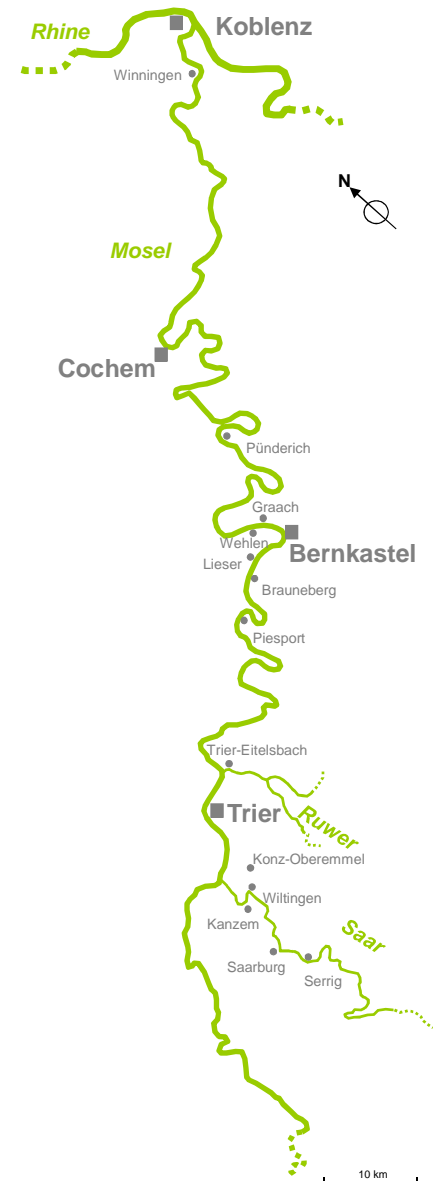 Koblenz
Rhine
Winningen
N
Mosel
Cochem
Pünderich
Graach
Wehlen
Bernkastel
Lieser
Brauneberg
Piesport
Trier-Eitelsbach
Trier
Ruwer
Konz-Oberemmel
Wiltingen
Kanzem
Saar
Saarburg
Serrig
10 km